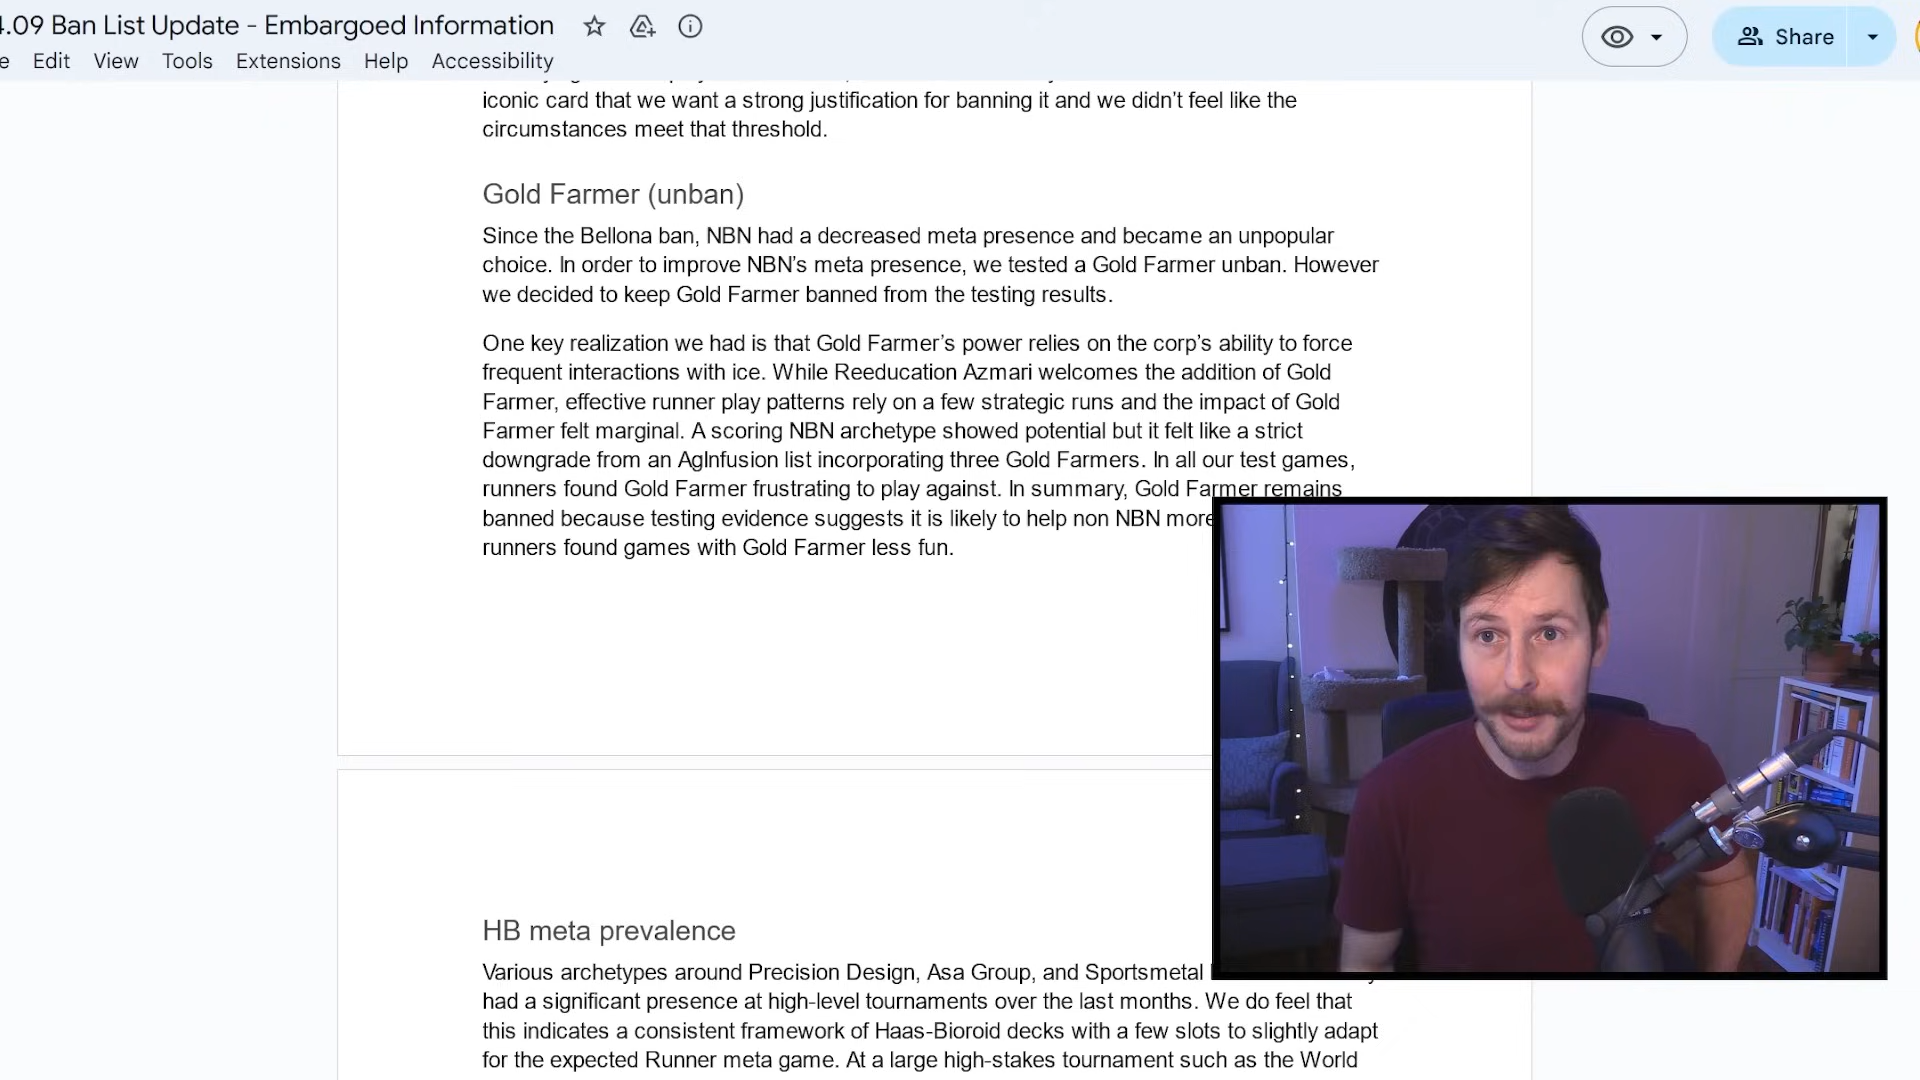 4.09 Ban List Update - Embargoed Information
Share
Edit View Tools Extensions Help Accessibility
iconic card that we want a strong justification for banning it and we didn’t feel like the
circumstances meet that threshold.
Gold Farmer (unban)
Since the Bellona ban, NBN had a decreased meta presence and became an unpopular
choice. In order to improve NBN’s meta presence, we tested a Gold Farmer unban. However
we decided to keep Gold Farmer banned from the testing results.
One key realization we had is that Gold Farmer’s power relies on the corp’s ability to force
frequent interactions with ice. While Reeducation Azmari welcomes the addition of Gold
Farmer, effective runner play patterns rely on a few strategic runs and the impact of Gold
Farmer felt marginal. A scoring NBN archetype showed potential but it felt like a strict
downgrade from an AgInfusion list incorporating three Gold Farmers. In all our test games,
runners found Gold Farmer frustrating to play against. In summary, Gold Farmer remains
banned because testing evidence suggests it is likely to help non NBN more
runners found games with Gold Farmer less fun.
HB meta prevalence
Various archetypes around Precision Design, Asa Group, and Sportsmetal
had a significant presence at high-level tournaments over the last months. We do feel that
this indicates a consistent framework of Haas-Bioroid decks with a few slots to slightly adapt
for the expected Runner meta game. At a large high-stakes tournament such as the World